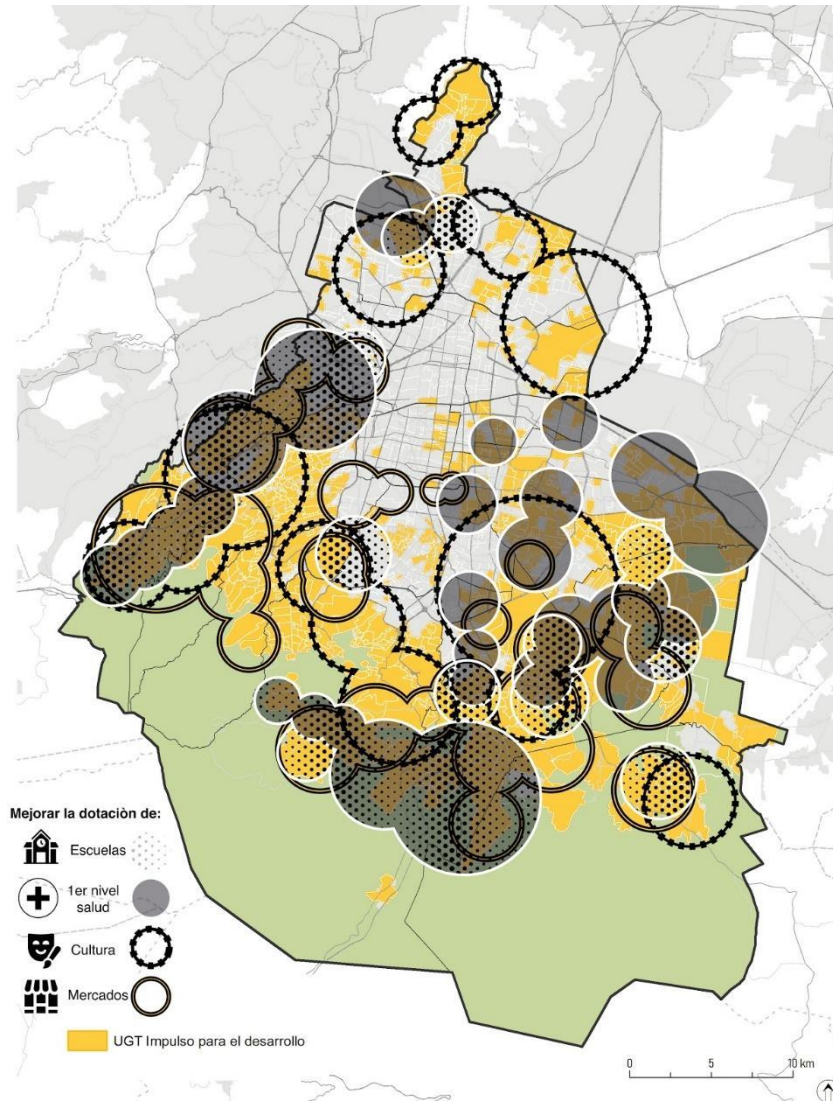 Mejorar la dotaciòn de:
Escuelas
1er nivel
salud
Cultura
Mercados
UGT Impulso para el desarrollo
0 5 10 km